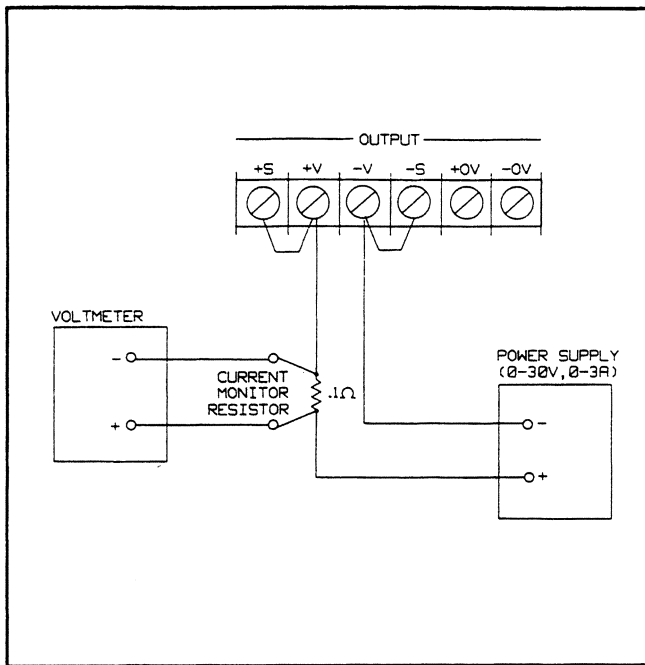 OUTPUT
+S +V -V -S +OV -OV
VOLTMETER
-
+
CURRENT
MONITOR
RESISTOR
.1Ω
POWER SUPPLY
(0-30V,0-3A)
-
+